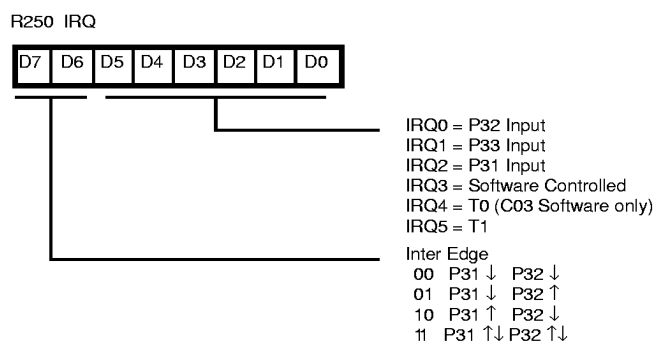 R250 IRQ
D7 D6 D5 D4 D3 D2 D1 D0
IRQ0 = P32 Input
IRQ1 = P33 Input
IRQ2 = P31 Input
IRQ3 = Software Controlled
IRQ4 = T0 (C03 Software only)
IRQ5 = T1
Inter Edge
00 P31 ↓ P32 ↓
01 P31 ↓ P32 ↑
10 P31 ↑ P32 ↓
11 P31 ↑↓ P32 ↑↓